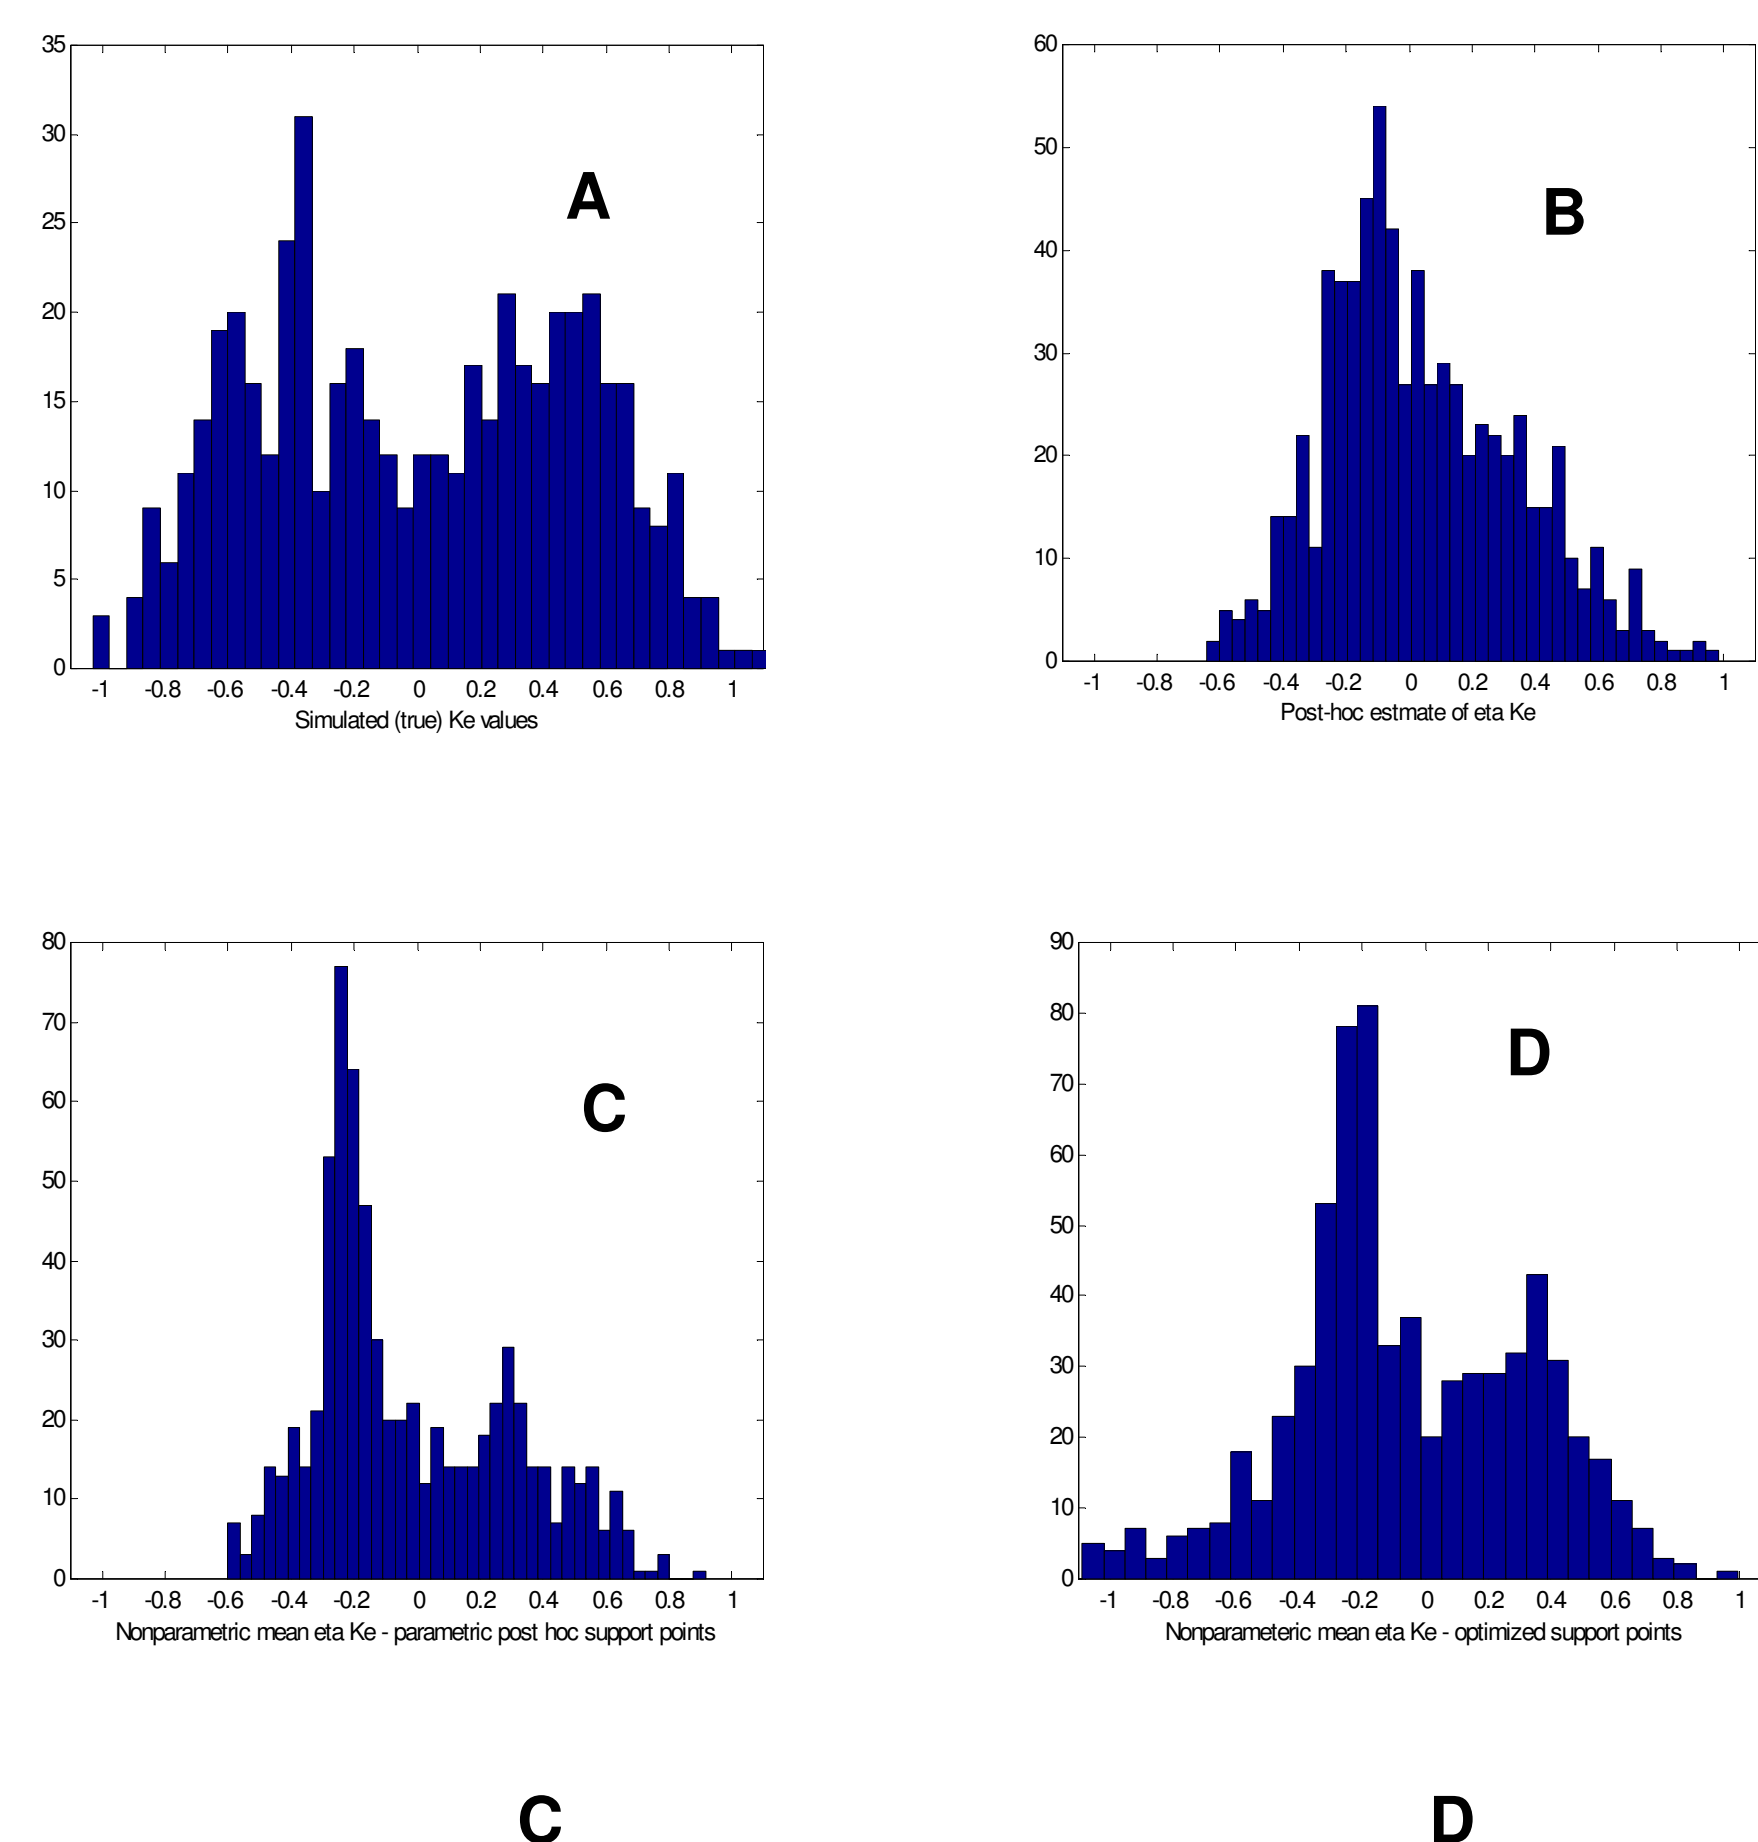 35
30
25
20
15
10
5
0
A
-1 -0.8 -0.6 -0.4 -0.2 0 0.2 0.4 0.6 0.8 1
Simulated (true) Ke values
60
50
40
30
20
10
0
B
-1 -0.8 -0.6 -0.4 -0.2 0 0.2 0.4 0.6 0.8 1
Post-hoc estmate of eta Ke
80
70
60
50
40
30
20
10
0
C
-1 -0.8 -0.6 -0.4 -0.2 0 0.2 0.4 0.6 0.8 1
Nonparametric mean eta Ke - parametric post hoc support points
90
80
70
60
50
40
30
20
10
0
D
-1 -0.8 -0.6 -0.4 -0.2 0 0.2 0.4 0.6 0.8 1
Nonparameteric mean eta Ke - optimized support points
C D